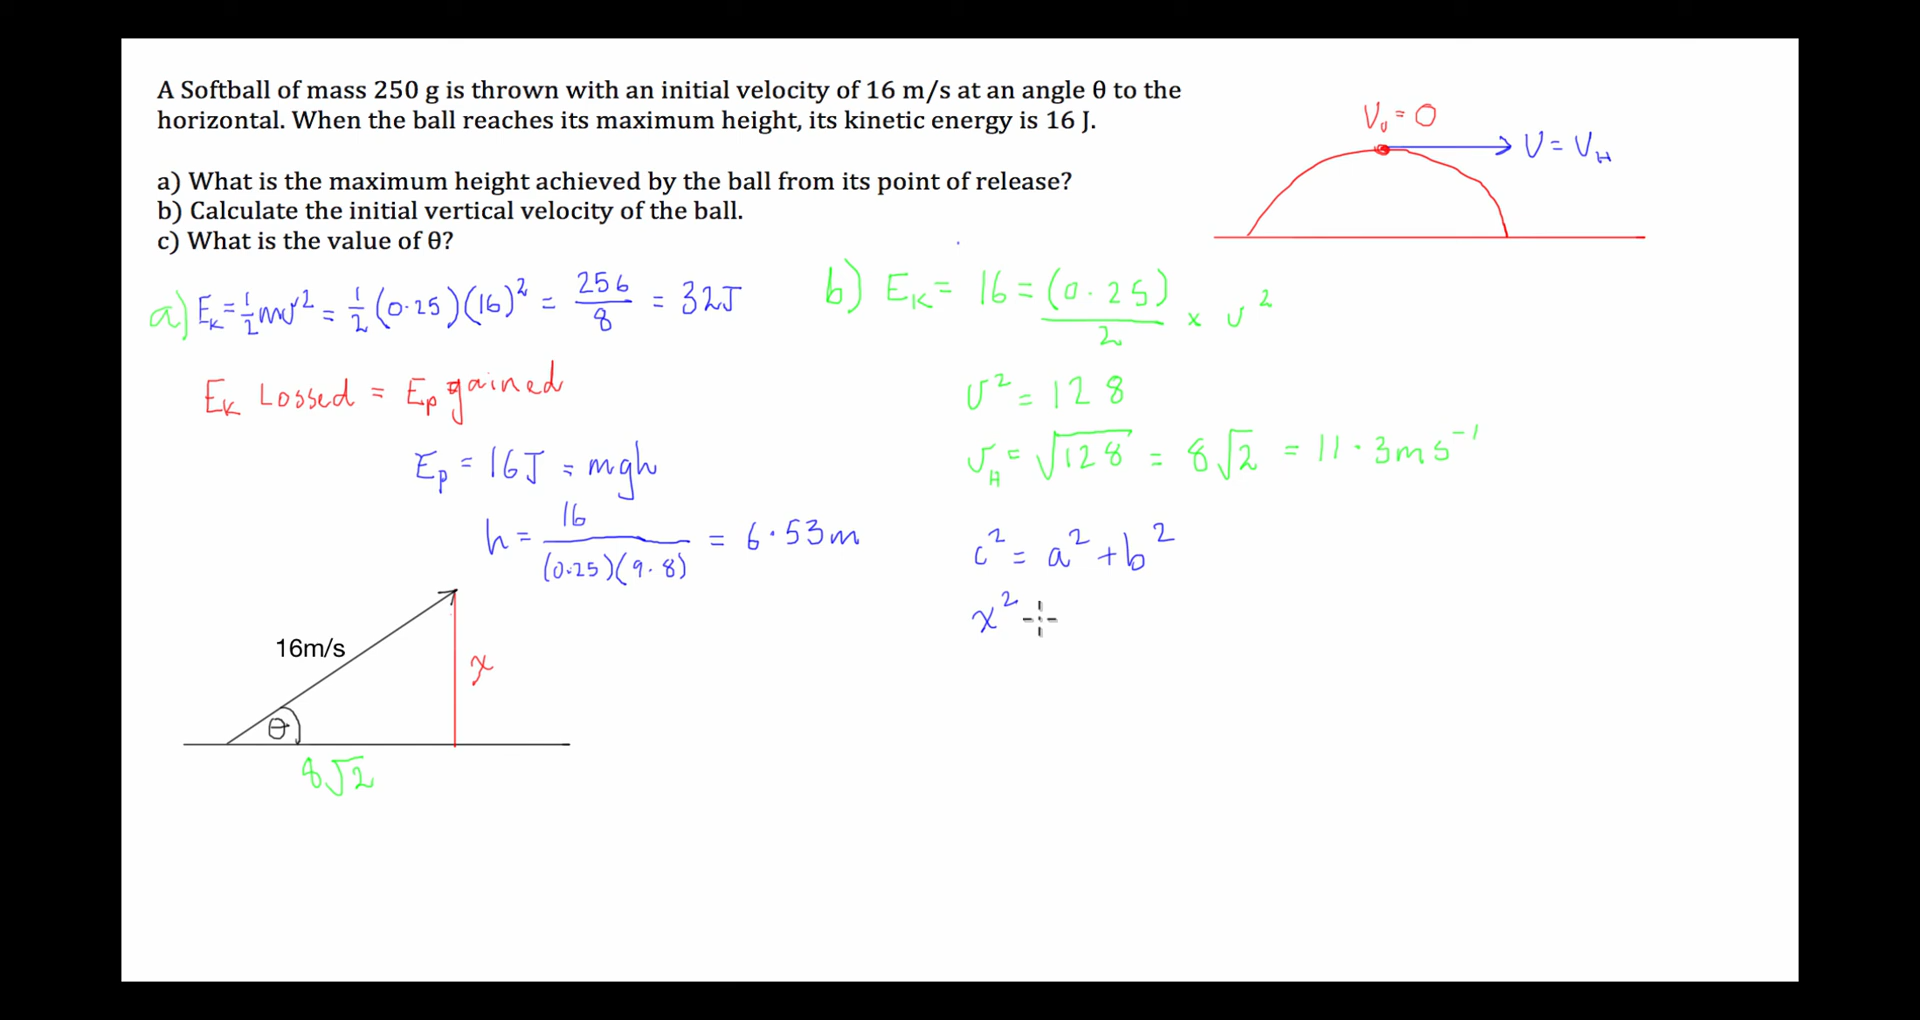 A Softball of mass 250 g is thrown with an initial velocity of 16 m/s at an angle θ to the
horizontal. When the ball reaches its maximum height, its kinetic energy is 16 J.
a) What is the maximum height achieved by the ball from its point of release?
b) Calculate the initial vertical velocity of the ball.
c) What is the value of θ?
Vᵥ = 0
V = V_H
a) E_K = 1/2 mv² = 1/2 (0.25)(16)² = 256/8 = 32J
E_K Lossed = E_p gained
E_p = 16J = mgh
h = 16/(0.25)(9.8) = 6.53m
16m/s
x
θ
8√2
b) E_K = 16 = (0.25)/2 × v²
v² = 128
v_H = √128 = 8√2 = 11.3ms⁻¹
c² = a² + b²
x²